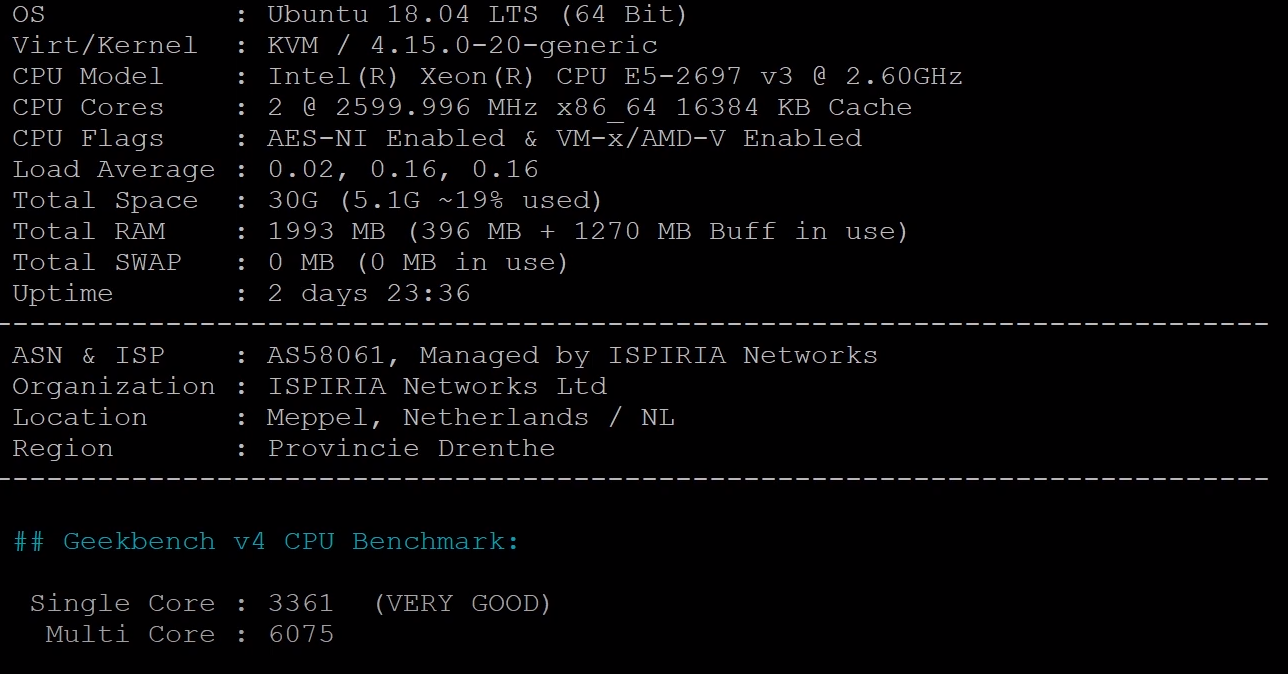 OS : Ubuntu 18.04 LTS (64 Bit)
Virt/Kernel : KVM / 4.15.0-20-generic
CPU Model : Intel(R) Xeon(R) CPU E5-2697 v3 @ 2.60GHz
CPU Cores : 2 @ 2599.996 MHz x86_64 16384 KB Cache
CPU Flags : AES-NI Enabled & VM-x/AMD-V Enabled
Load Average : 0.02, 0.16, 0.16
Total Space : 30G (5.1G ~19% used)
Total RAM : 1993 MB (396 MB + 1270 MB Buff in use)
Total SWAP : 0 MB (0 MB in use)
Uptime : 2 days 23:36
---------------------------------------------------------------------------
ASN & ISP : AS58061, Managed by ISPIRIA Networks
Organization : ISPIRIA Networks Ltd
Location : Meppel, Netherlands / NL
Region : Provincie Drenthe
---------------------------------------------------------------------------
## Geekbench v4 CPU Benchmark:
Single Core : 3361 (VERY GOOD)
Multi Core : 6075